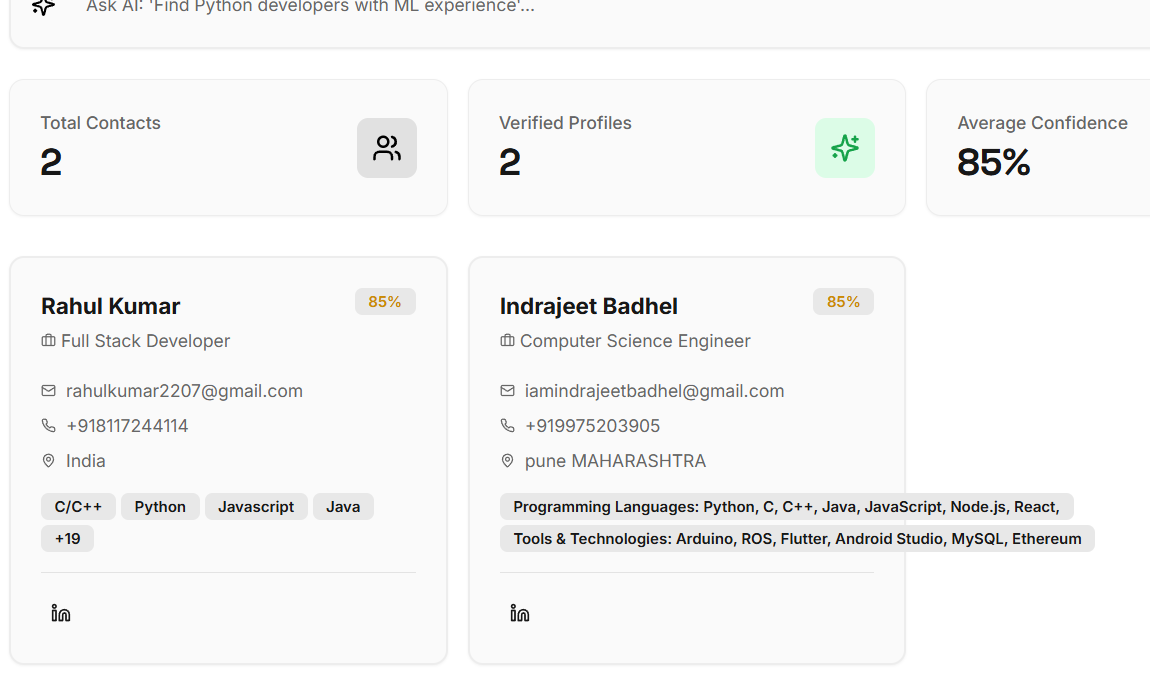 Ask AI: 'Find Python developers with ML experience'...
Total Contacts
2
Verified Profiles
2
Average Confidence
85%
Rahul Kumar
85%
Full Stack Developer
rahulkumar2207@gmail.com
+918117244114
India
C/C++ Python Javascript Java
+19
Indrajeet Badhel
85%
Computer Science Engineer
iamindrajeetbadhel@gmail.com
+919975203905
pune MAHARASHTRA
Programming Languages: Python, C, C++, Java, JavaScript, Node.js, React,
Tools & Technologies: Arduino, ROS, Flutter, Android Studio, MySQL, Ethereum
in
in